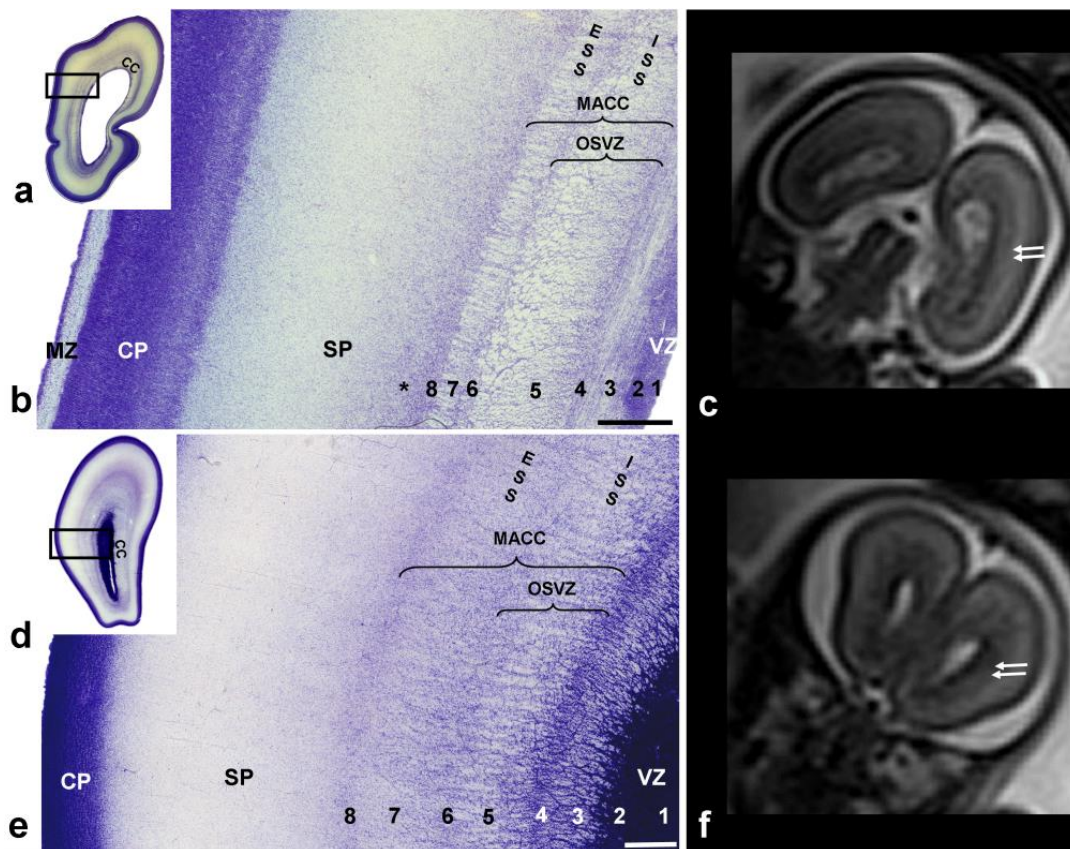 CC
a
ESS
ISS
MACC
OSVZ
MZ CP SP VZ
* 8 7 6 5 4 3 2 1
b
c
CC
d
ESS
ISS
MACC
OSVZ
CP SP VZ
8 7 6 5 4 3 2 1
e
f